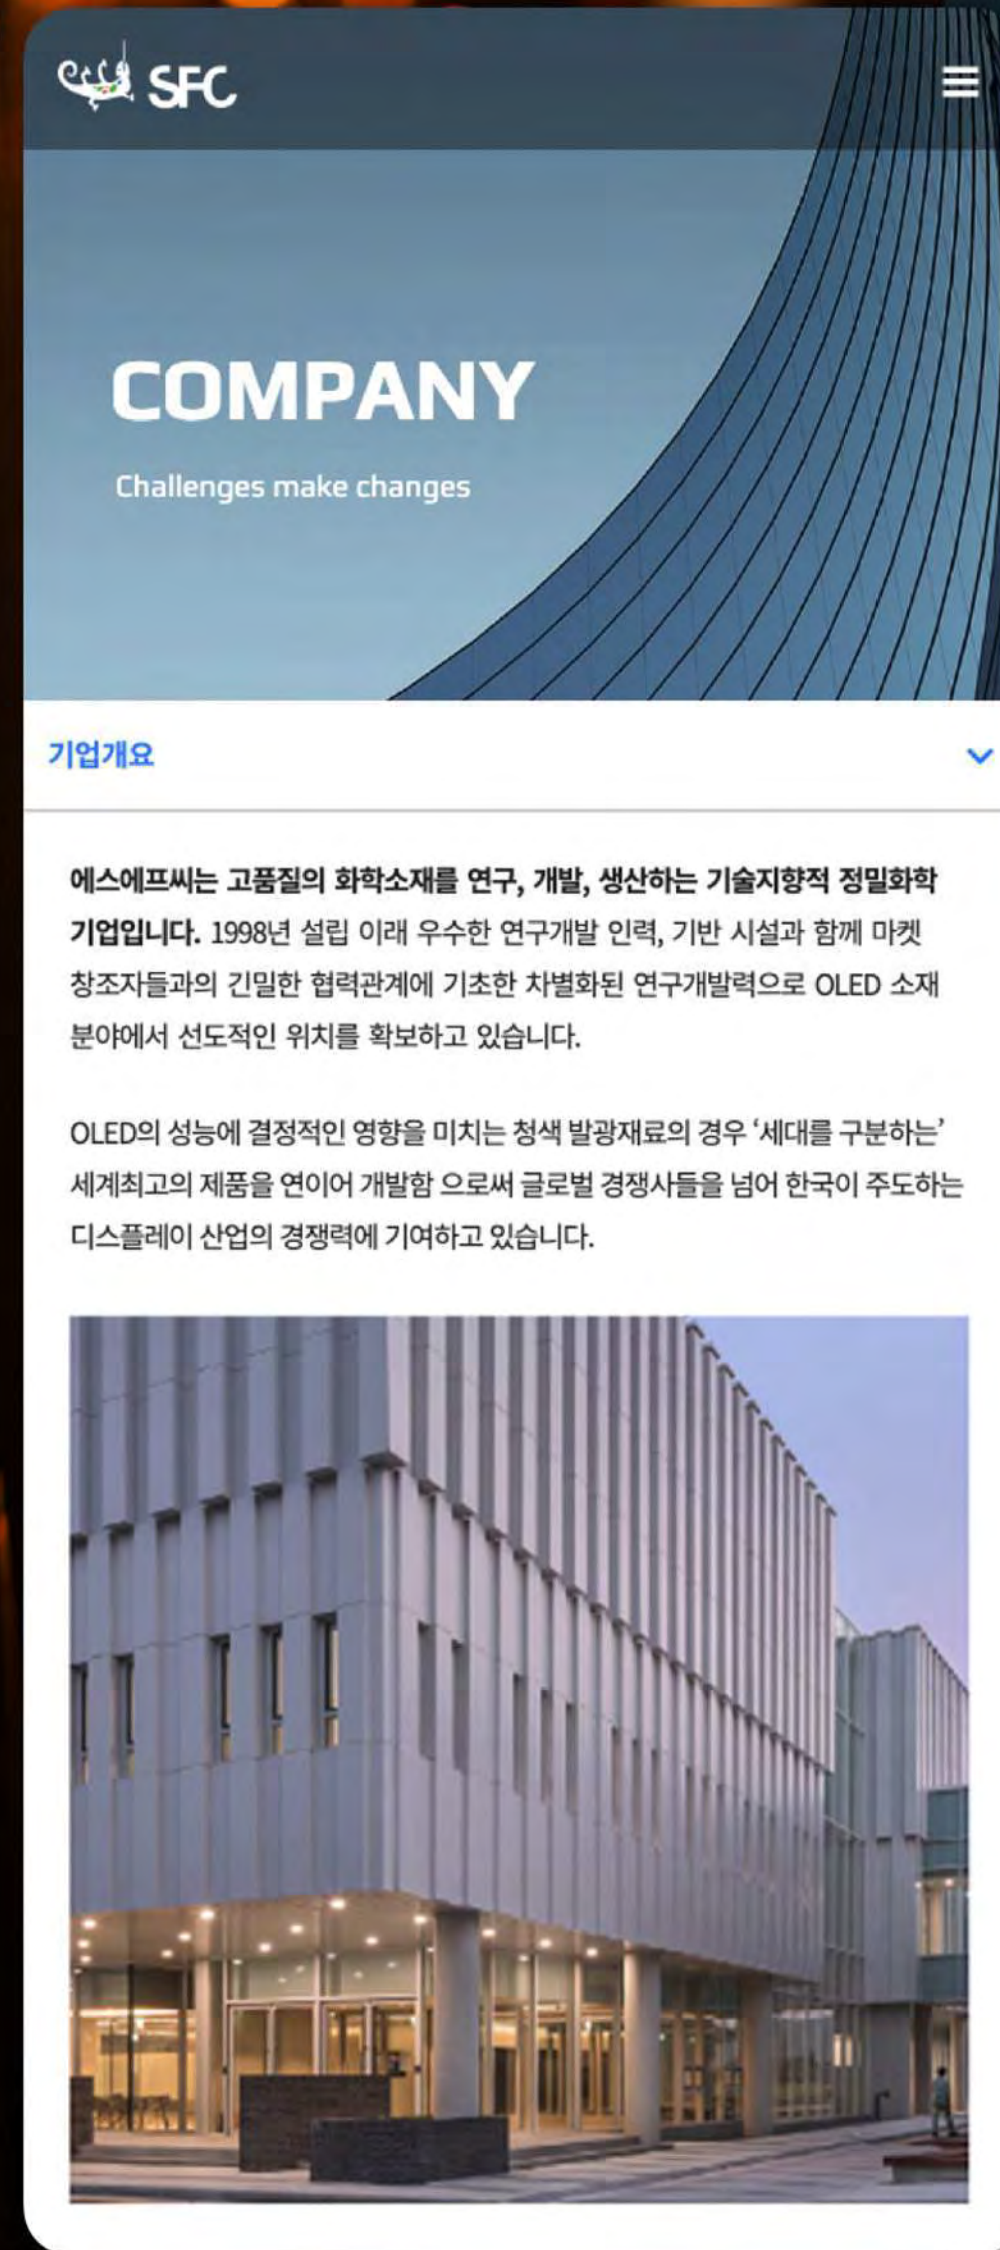 SFC
COMPANY
Challenges make changes
기업개요
에스에프씨는 고품질의 화학소재를 연구, 개발, 생산하는 기술지향적 정밀화학
기업입니다. 1998년 설립 이래 우수한 연구개발 인력, 기반 시설과 함께 마켓
창조자들과의 긴밀한 협력관계에 기초한 차별화된 연구개발력으로 OLED 소재
분야에서 선도적인 위치를 확보하고 있습니다.
OLED의 성능에 결정적인 영향을 미치는 청색 발광재료의 경우 ‘세대를 구분하는’
세계최고의 제품을 연이어 개발함 으로써 글로벌 경쟁사들을 넘어 한국이 주도하는
디스플레이 산업의 경쟁력에 기여하고 있습니다.